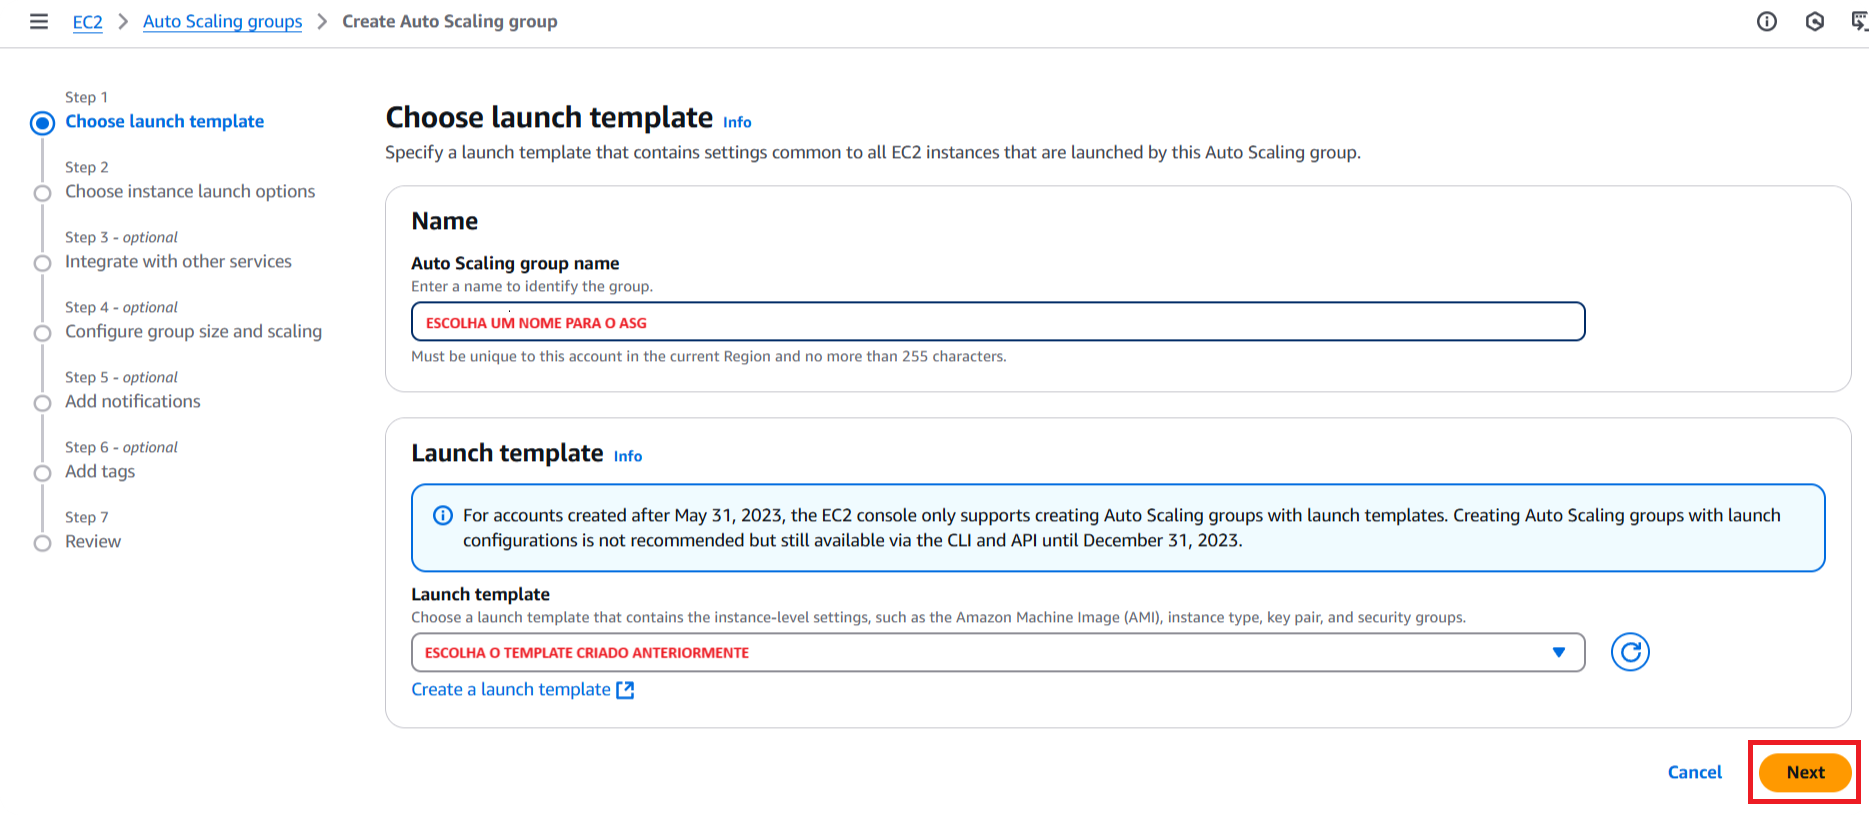 EC2 > Auto Scaling groups > Create Auto Scaling group
Step 1
Choose launch template
Step 2
Choose instance launch options
Step 3 - optional
Integrate with other services
Step 4 - optional
Configure group size and scaling
Step 5 - optional
Add notifications
Step 6 - optional
Add tags
Step 7
Review
Choose launch template Info
Specify a launch template that contains settings common to all EC2 instances that are launched by this Auto Scaling group.
Name
Auto Scaling group name
Enter a name to identify the group.
ESCOLHA UM NOME PARA O ASG
Must be unique to this account in the current Region and no more than 255 characters.
Launch template Info
For accounts created after May 31, 2023, the EC2 console only supports creating Auto Scaling groups with launch templates. Creating Auto Scaling groups with launch
configurations is not recommended but still available via the CLI and API until December 31, 2023.
Launch template
Choose a launch template that contains the instance-level settings, such as the Amazon Machine Image (AMI), instance type, key pair, and security groups.
ESCOLHA O TEMPLATE CRIADO ANTERIORMENTE
Create a launch template
Cancel
Next